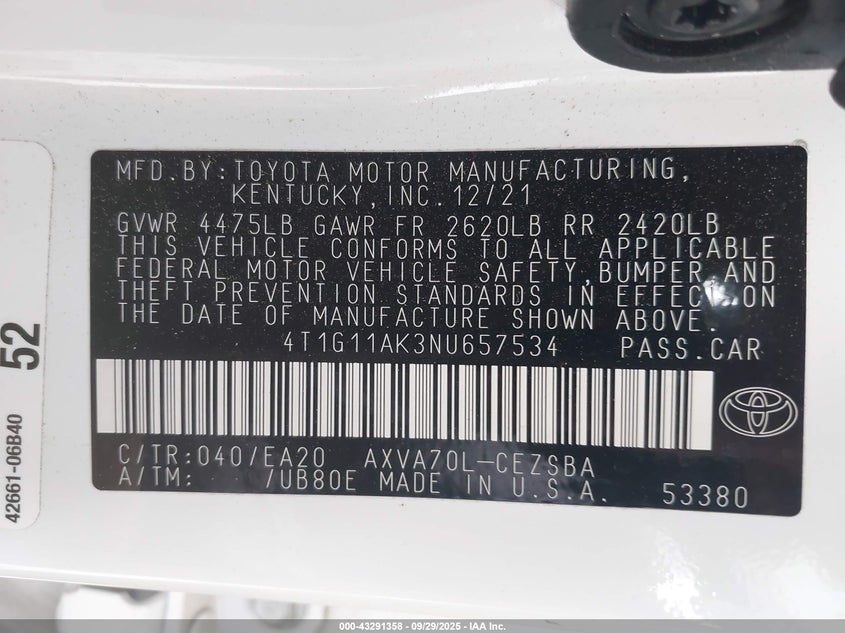 MFD.BY:TOYOTA MOTOR MANUFACTURING,
KENTUCKY,INC.12/21
GVWR 4475LB GAWR FR 2620LB RR 2420LB
THIS VEHICLE CONFORMS TO ALL APPLICABLE
FEDERAL MOTOR VEHICLE SAFETY,BUMPER,AND
THEFT PREVENTION STANDARDS IN EFFECT ON
THE DATE OF MANUFACTURE SHOWN ABOVE.
4T1G11AK3NU657534 PASS.CAR
C/TR:040/EA20 AXVA70L-CEZSBA
A/TM: /UB80E MADE IN U.S.A. 53380
42661-06B40 52
000-43291358 - 09/29/2025 - IAA Inc.